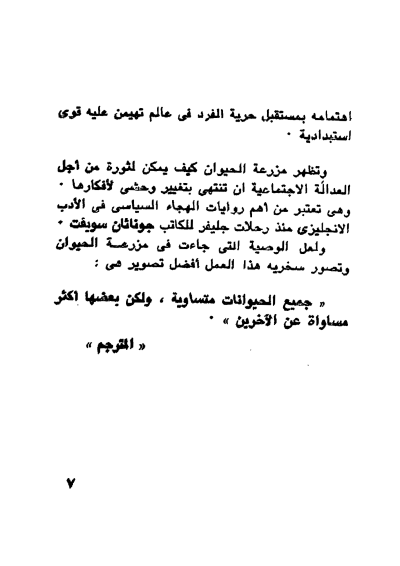 اهتمامه بمستقبل حرية الفرد فى عالم تهيمن عليه قوى
استبدادية ٠
وتظهر مزرعة الحيوان كيف يمكن لثورة من أجل
العدالة الاجتماعية ان تنتهى بتغيير وحشى لأفكارها ٠
وهى تعتبر من أهم روايات الهجاء السياسى فى الأدب
الانجليزى منذ رحلات جليفر للكاتب جوناثان سويفت ٠
ولعل الوصية التى جاءت فى مزرعة الحيوان
وتصور سخريه هذا العمل أفضل تصوير هى :
« جميع الحيوانات متساوية ، ولكن بعضها أكثر
مساواة عن الآخرين » ٠
« المترجم »
٧